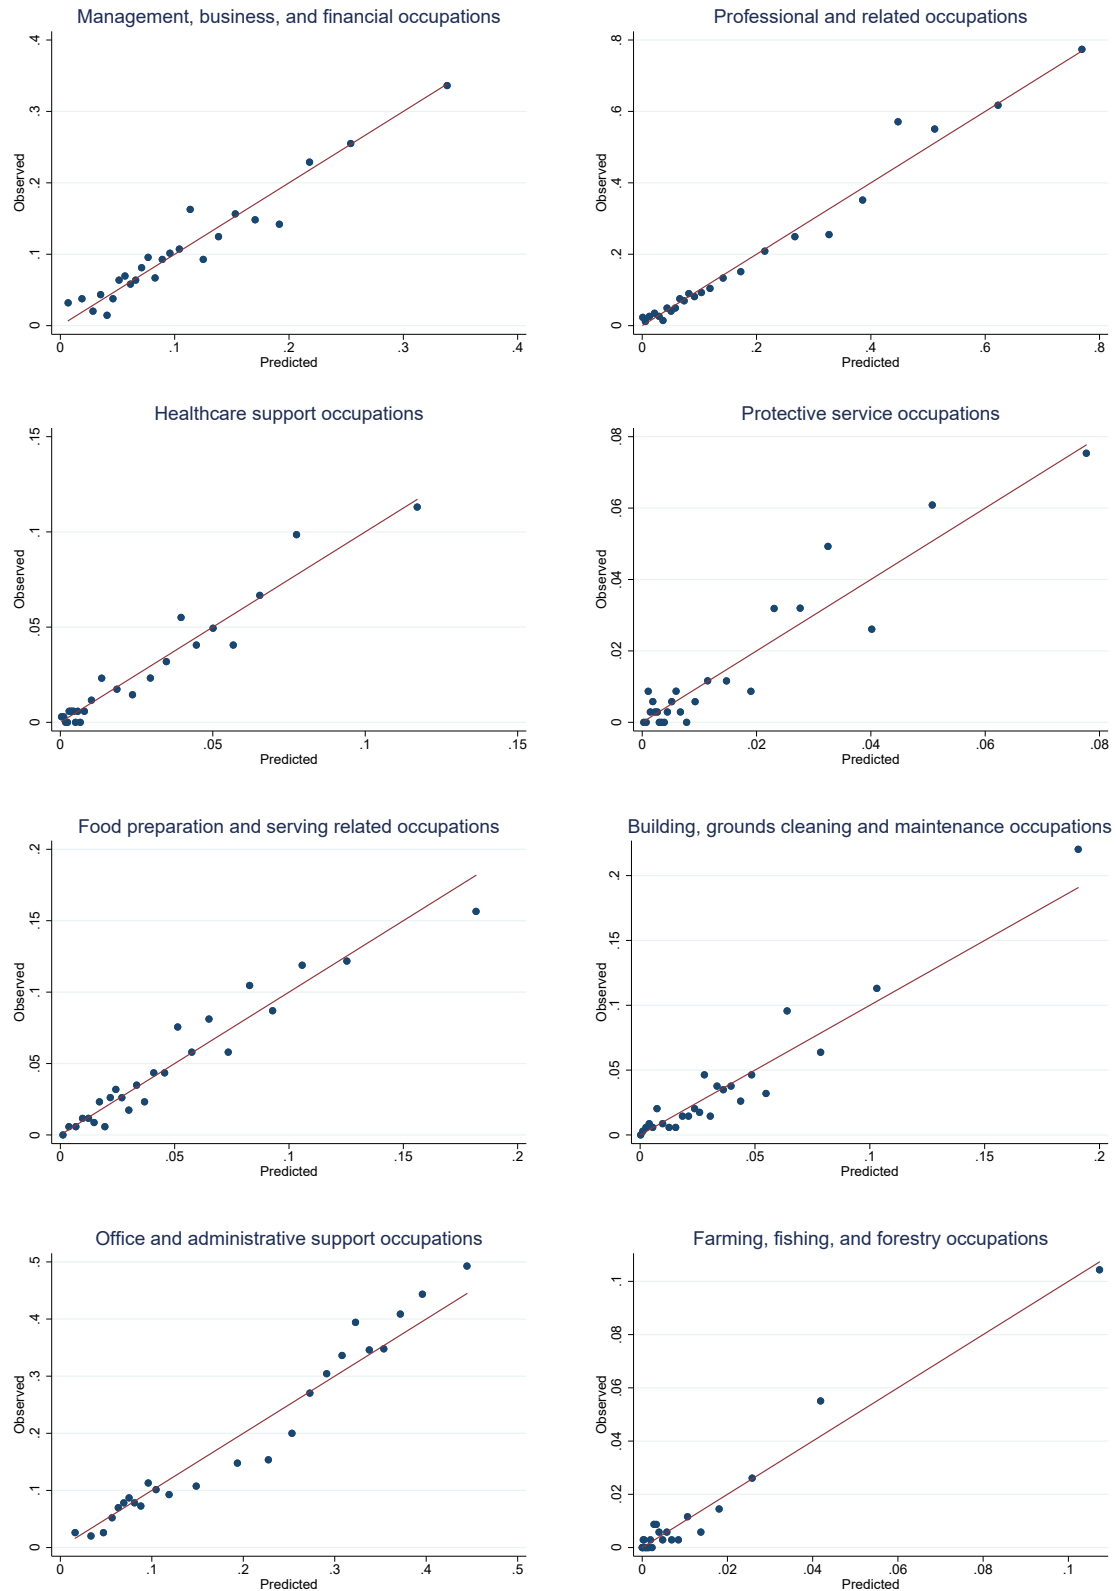 Management, business, and financial occupations
Observed
0 .1 .2 .3 .4
0 .1 .2 .3 .4
Predicted
Professional and related occupations
Observed
0 .2 .4 .6 .8
0 .2 .4 .6 .8
Predicted
Healthcare support occupations
Observed
0 .05 .1 .15
0 .05 .1 .15
Predicted
Protective service occupations
Observed
0 .02 .04 .06 .08
0 .02 .04 .06 .08
Predicted
Food preparation and serving related occupations
Observed
0 .05 .1 .15 .2
0 .05 .1 .15 .2
Predicted
Building, grounds cleaning and maintenance occupations
Observed
0 .05 .1 .15 .2
0 .05 .1 .15 .2
Predicted
Office and administrative support occupations
Observed
0 .1 .2 .3 .4 .5
0 .1 .2 .3 .4 .5
Predicted
Farming, fishing, and forestry occupations
Observed
0 .02 .04 .06 .08 .1
0 .02 .04 .06 .08 .1
Predicted